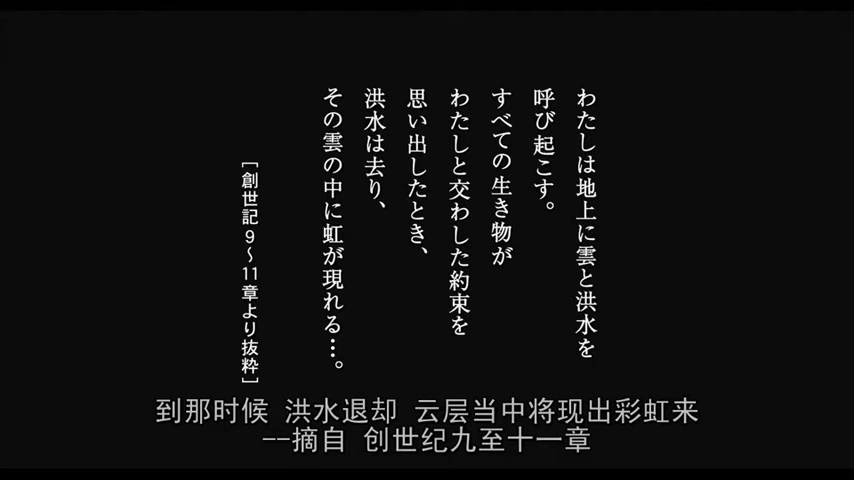 わたしは地上に雲と洪水を
呼び起こす。
すべての生き物が
わたしと交わした約束を
思い出したとき、
洪水は去り、
その雲の中に虹が現れる…。
[創世記9〜11章より抜粋]
到那时候 洪水退却 云层当中将现出彩虹来
--摘自 创世纪九至十一章